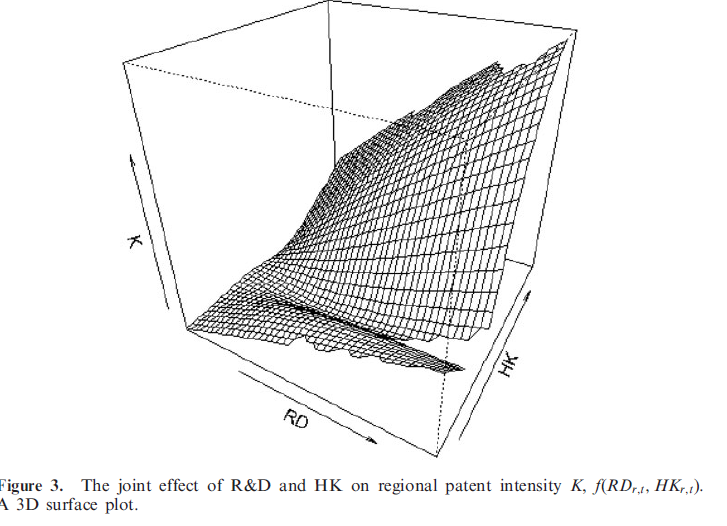 K
RD
HK
Figure 3. The joint effect of R&D and HK on regional patent intensity K, f(RDr,t, HKr,t).
A 3D surface plot.